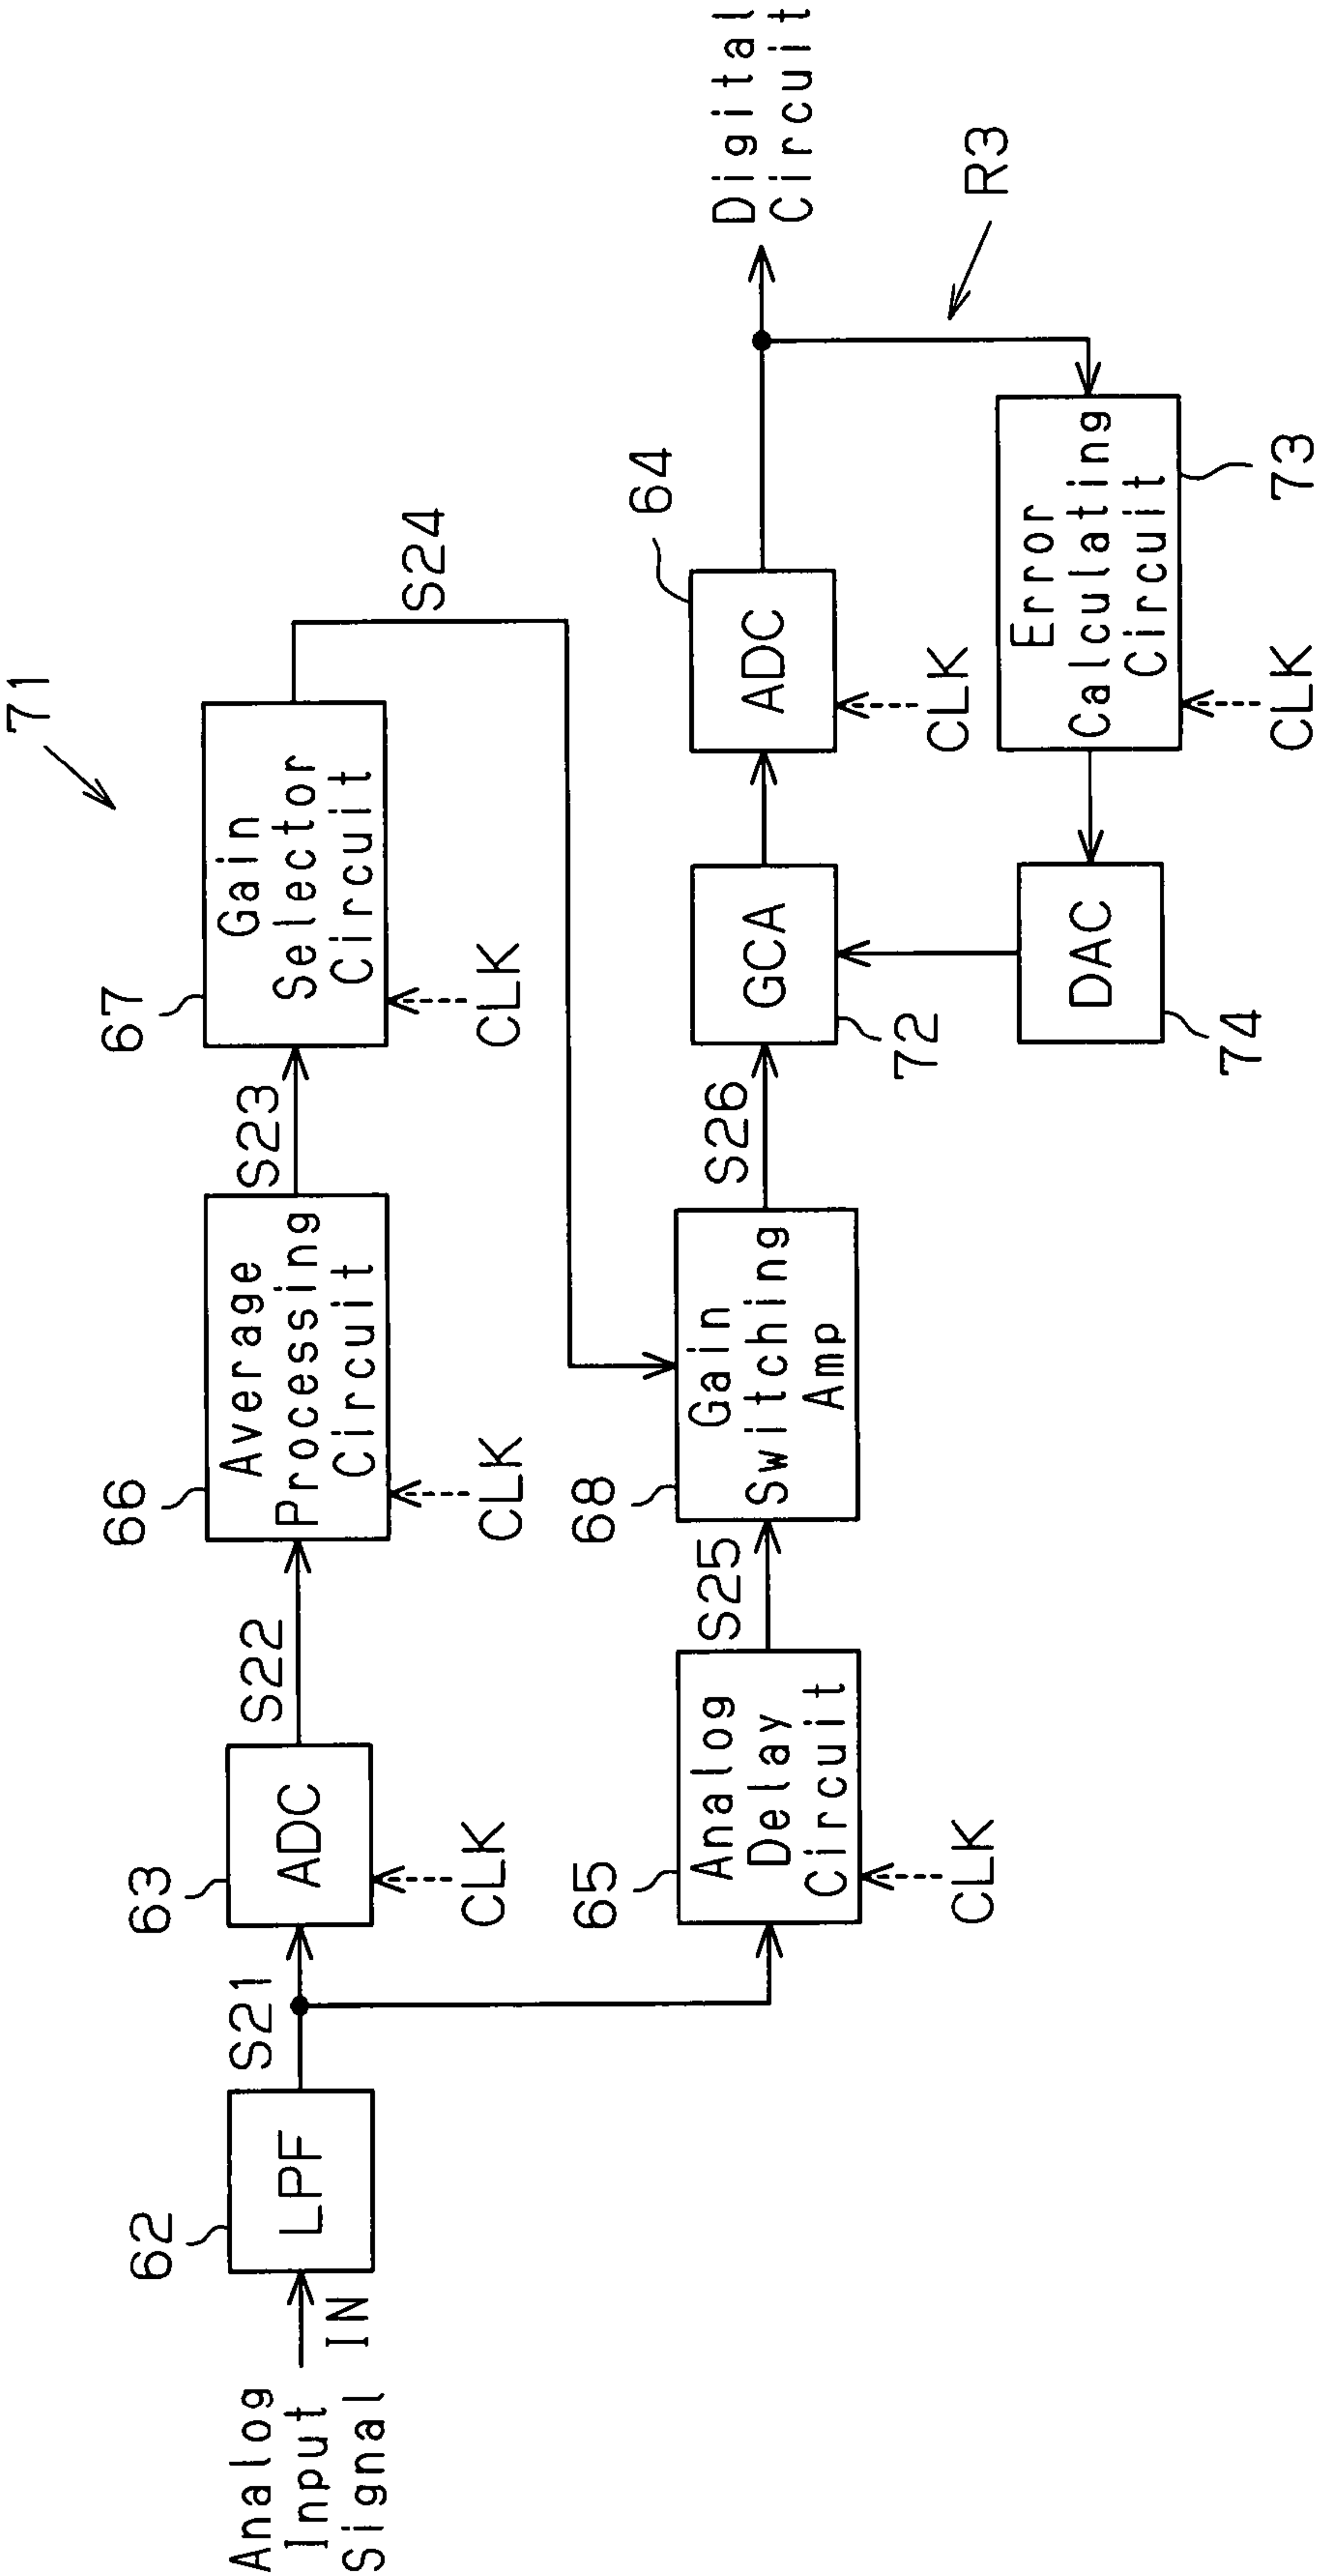 71
Analog
Input
Signal
IN
62
LPF
S21
63
ADC
CLK
S22
66
Average
Processing
Circuit
CLK
S23
67
Gain
Selector
Circuit
CLK
S24
65
Analog
Delay
Circuit
CLK
S25
68
Gain
Switching
Amp
S26
GCA
72
64
ADC
CLK
Digital
Circuit
R3
Error
Calculating
Circuit
73
CLK
DAC
74